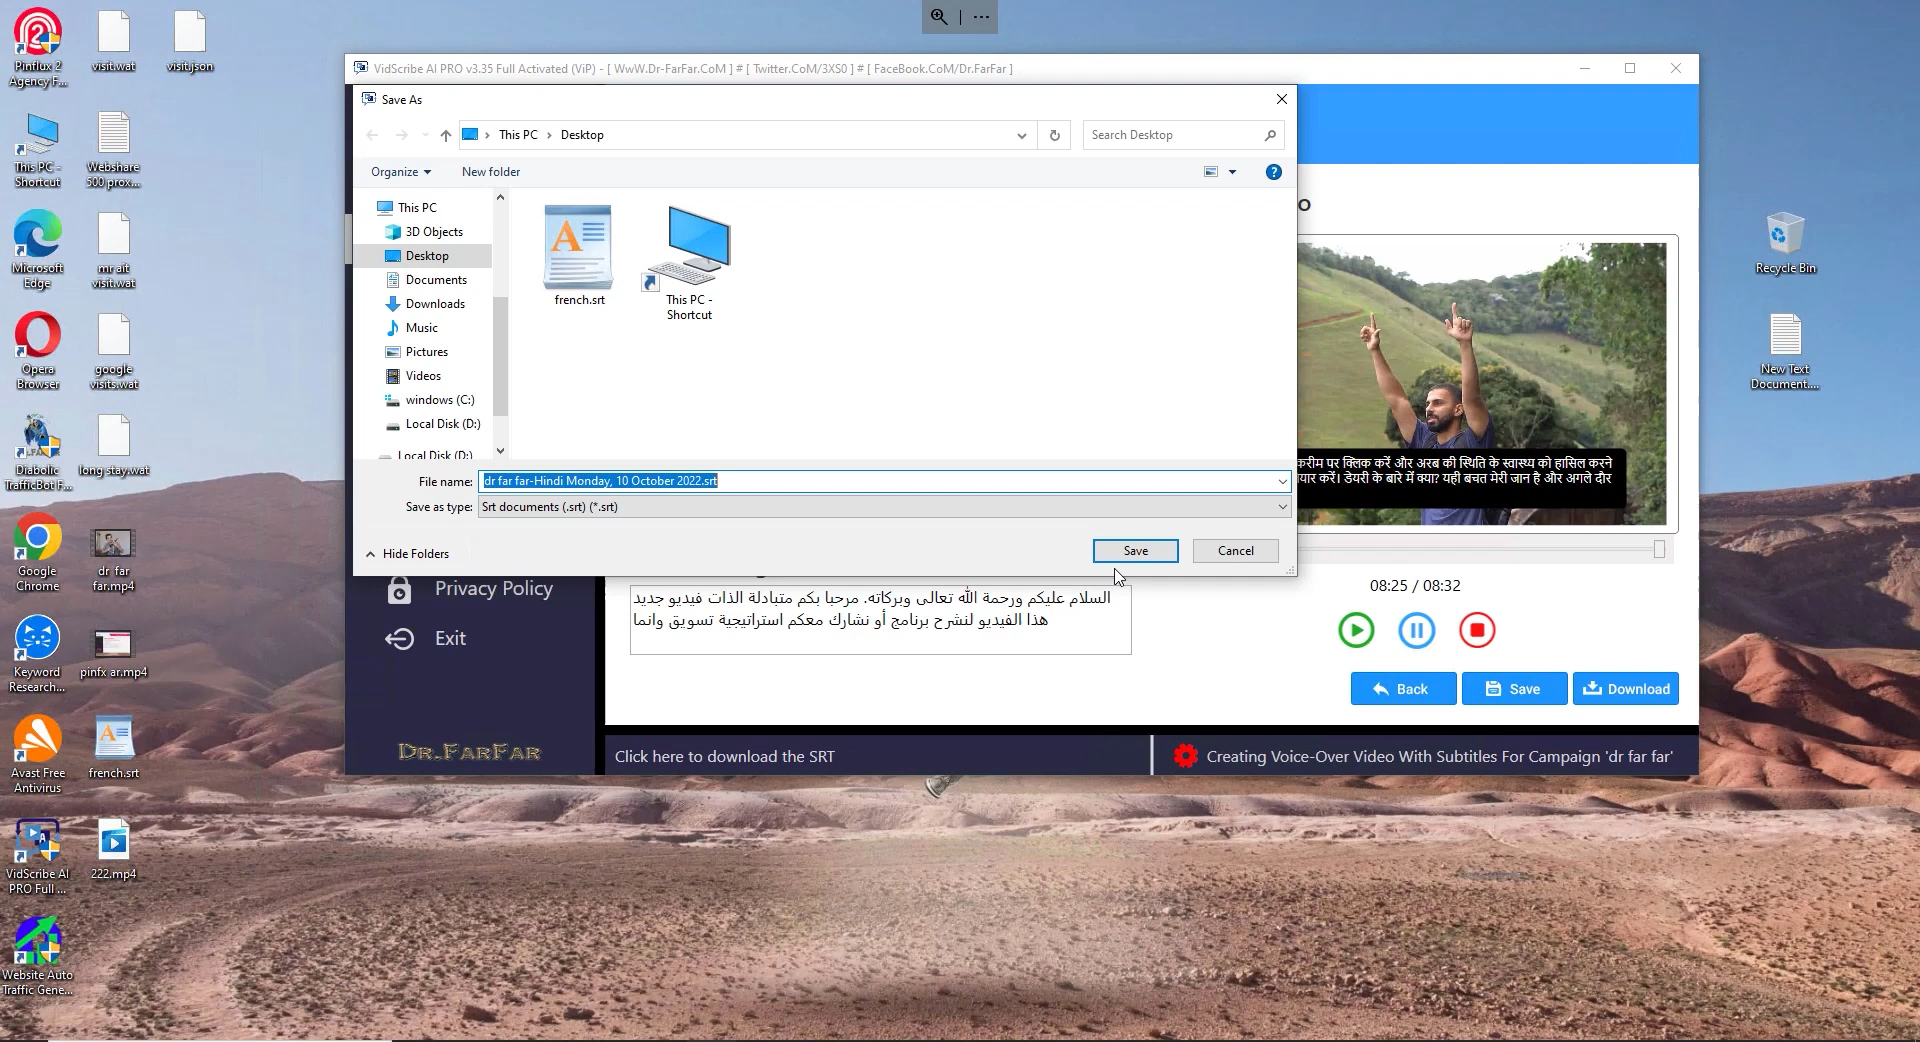 Pinflux 2
Agency F...
visit.wat
visit.json
This PC -
Shortcut
Webshare
500 prox...
Microsoft
Edge
mr ait
visit.wat
Opera
Browser
google
visits.wat
Diabolic
TrafficBot F...
long stay.wat
Google
Chrome
dr far
far.mp4
Keyword
Research...
pinfx ar.mp4
Avast Free
Antivirus
french.srt
VidScribe AI
PRO Full ...
222.mp4
Website Auto
Traffic Gene...
VidScribe AI PRO v3.35 Full Activated (ViP) - [ WwW.Dr-FarFar.CoM ] # [ Twitter.CoM/3XS0 ] # [ FaceBook.CoM/Dr.FarFar ]
Save As
This PC > Desktop
Search Desktop
Organize
New folder
This PC
3D Objects
Desktop
Documents
Downloads
Music
Pictures
Videos
windows (C:)
Local Disk (D:)
Local Disk (D:)
french.srt
This PC -
Shortcut
File name: dr far far-Hindi Monday, 10 October 2022.srt
Save as type: Srt documents (.srt) (*.srt)
Hide Folders
Save
Cancel
o
करीम पर क्लिक करें और अरब की स्थिति के स्वास्थ्य को हासिल करने
यार करें। डेयरी के बारे में क्या? यही बचत मेरी जान है और अगले दौर
08:25 / 08:32
Privacy Policy
Exit
السلام عليكم ورحمة الله تعالى وبركاته. مرحبا بكم متبادلة الذات فيديو جديد
هذا الفيديو لنشرح برنامج أو نشارك معكم استراتيجية تسويق وانما
Back
Save
Download
DR.FARFAR
Click here to download the SRT
Creating Voice-Over Video With Subtitles For Campaign 'dr far far'
Recycle Bin
New Text
Document....